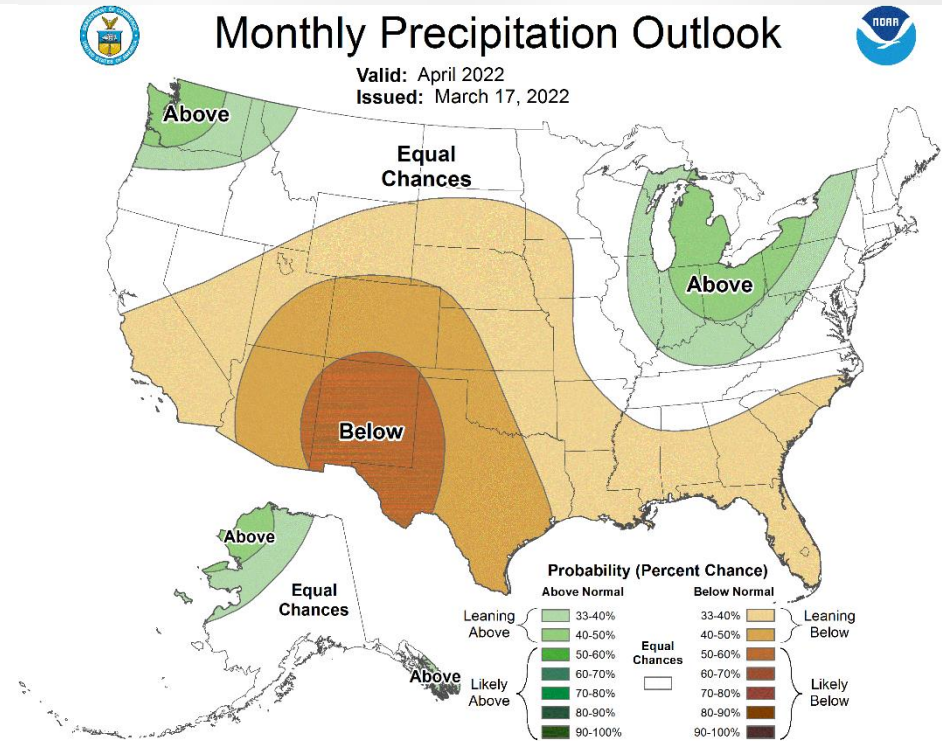 Monthly Precipitation Outlook
NOAA
Valid: April 2022
Issued: March 17, 2022
Above
Equal
Chances
Above
Below
Above
Equal
Chances
Above
Probability (Percent Chance)
Above Normal
Below Normal
Leaning
Above
33-40%
40-50%
Likely
Above
50-60%
60-70%
70-80%
80-90%
90-100%
Equal
Chances
33-40%
40-50%
Leaning
Below
50-60%
60-70%
70-80%
80-90%
90-100%
Likely
Below